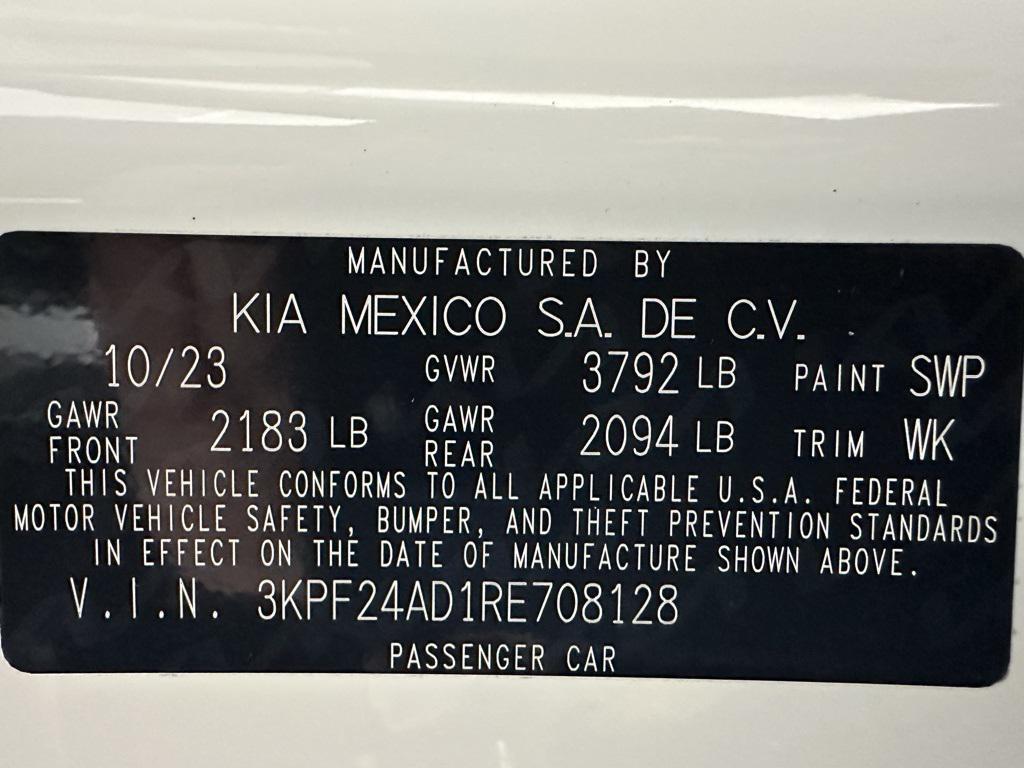 MANUFACTURED BY
KIA MEXICO S.A. DE C.V.
10/23 GVWR 3792 LB PAINT SWP
GAWR FRONT 2183 LB GAWR REAR 2094 LB TRIM WK
THIS VEHICLE CONFORMS TO ALL APPLICABLE U.S.A. FEDERAL
MOTOR VEHICLE SAFETY, BUMPER, AND THEFT PREVENTION STANDARDS
IN EFFECT ON THE DATE OF MANUFACTURE SHOWN ABOVE.
V.I.N. 3KPF24AD1RE708128
PASSENGER CAR